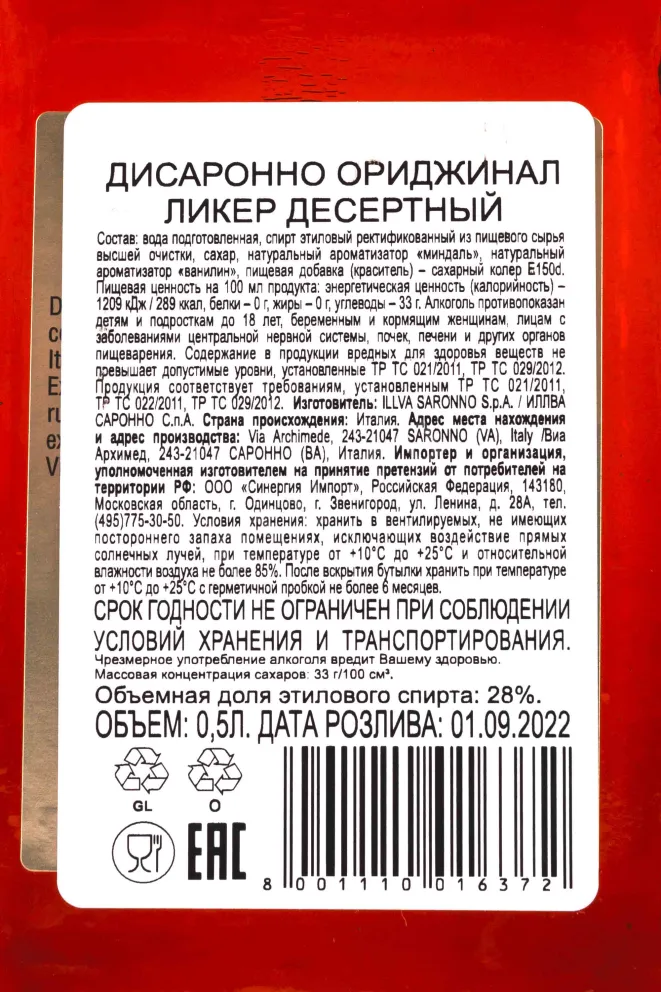 ДИСАРОННО ОРИДЖИНАЛ
ЛИКЕР ДЕСЕРТНЫЙ
Состав: вода подготовленная, спирт этиловый ректификованный из пищевого сырья
высшей очистки, сахар, натуральный ароматизатор «миндаль», натуральный
ароматизатор «ванилин», пищевая добавка (краситель) – сахарный колер Е150d.
Пищевая ценность на 100 мл продукта: энергетическая ценность (калорийность) -
1209 кДж / 289 ккал, белки – 0 г, жиры – 0 г, углеводы – 33 г. Алкоголь противопоказан
детям и подросткам до 18 лет, беременным и кормящим женщинам, лицам с
заболеваниями центральной нервной системы, почек, печени и других органов
пищеварения. Содержание в продукции вредных для здоровья веществ не
превышает допустимые уровни, установленные ТР ТС 021/2011, ТР ТС 029/2012.
Продукция соответствует требованиям, установленным ТР ТС 021/2011,
ТР ТС 022/2011, ТР ТС 029/2012. Изготовитель: ILLVA SARONNO S.p.A. / ИЛЛВА
САРОННО С.п.А. Страна происхождения: Италия. Адрес места нахождения
и адрес производства: Via Archimede, 243-21047 SARONNO (VA), Italy /Виа
Архимед, 243-21047 САРОННО (ВА), Италия. Импортер и организация,
уполномоченная изготовителем на принятие претензий от потребителей на
территории РФ: ООО «Синергия Импорт», Российская Федерация, 143180,
Московская область, г. Одинцово, г. Звенигород, ул. Ленина, д. 28А, тел.
(495)775-30-50. Условия хранения: хранить в вентилируемых, не имеющих
постороннего запаха помещениях, исключающих воздействие прямых
солнечных лучей, при температуре от +10°С до +25°С и относительной
влажности воздуха не более 85%. После вскрытия бутылки хранить при температуре
от +10°С до +25°С с герметичной пробкой не более 6 месяцев.
СРОК ГОДНОСТИ НЕ ОГРАНИЧЕН ПРИ СОБЛЮДЕНИИ
УСЛОВИЙ ХРАНЕНИЯ И ТРАНСПОРТИРОВАНИЯ.
Чрезмерное употребление алкоголя вредит Вашему здоровью.
Массовая концентрация сахаров: 33 г/100 см³.
Объемная доля этилового спирта: 28%.
ОБЪЕМ: 0,5Л. ДАТА РОЗЛИВА: 01.09.2022
GL O
EAC
8 001110 016372